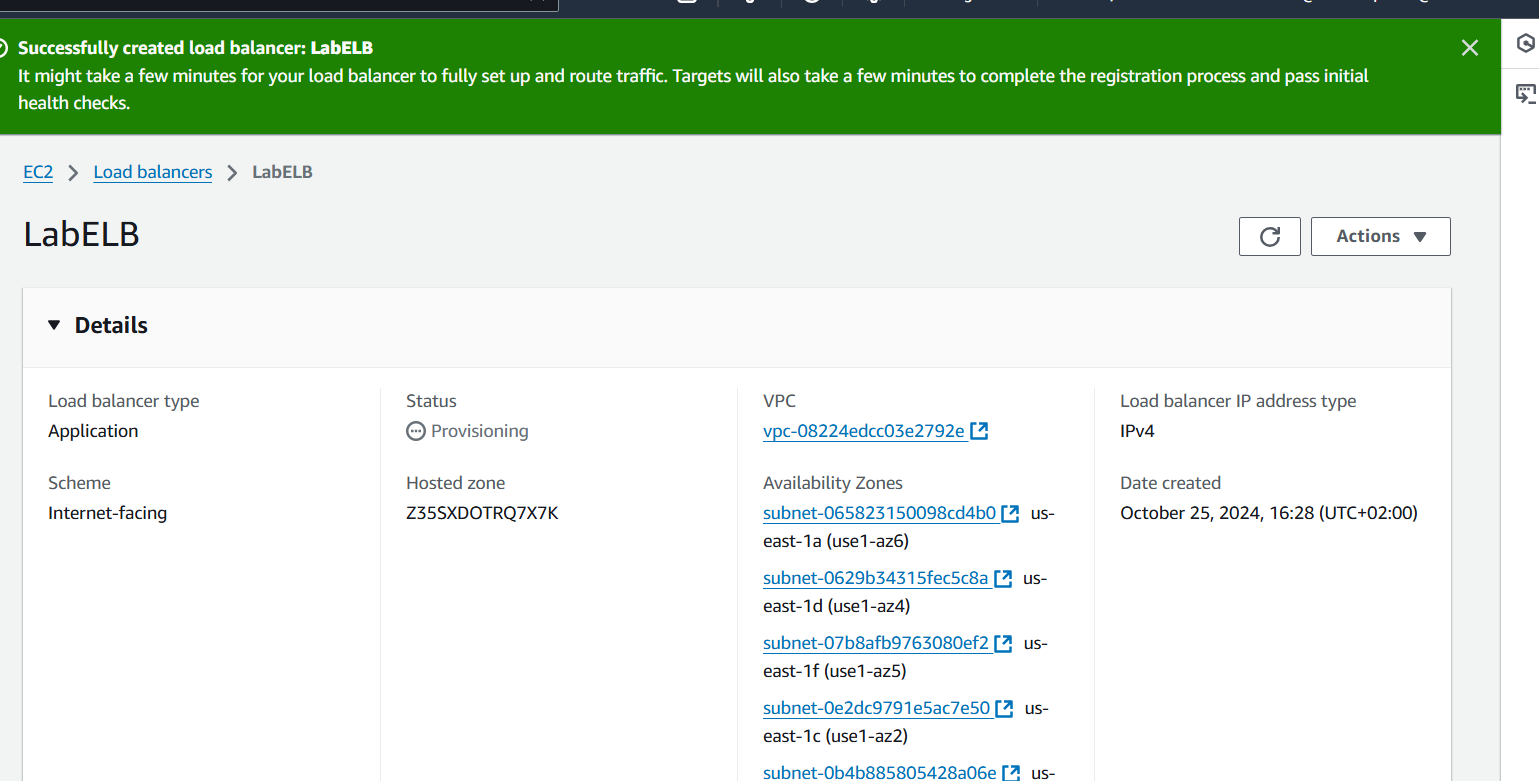 Successfully created load balancer: LabELB
It might take a few minutes for your load balancer to fully set up and route traffic. Targets will also take a few minutes to complete the registration process and pass initial
health checks.
EC2 > Load balancers > LabELB
LabELB
Actions
Details
Load balancer type
Application
Scheme
Internet-facing
Status
Provisioning
Hosted zone
Z35SXDOTRQ7X7K
VPC
vpc-08224edcc03e2792e
Availability Zones
subnet-065823150098cd4b0 us-
east-1a (use1-az6)
subnet-0629b34315fec5c8a us-
east-1d (use1-az4)
subnet-07b8afb9763080ef2 us-
east-1f (use1-az5)
subnet-0e2dc9791e5ac7e50 us-
east-1c (use1-az2)
subnet-0b4b885805428a06e us-
Load balancer IP address type
IPv4
Date created
October 25, 2024, 16:28 (UTC+02:00)